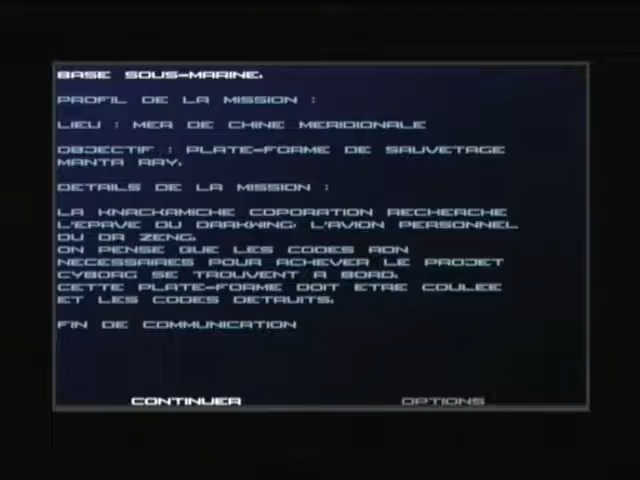 BASE SOUS-MARINE.
PROFIL DE LA MISSION :
LIEU : MER DE CHINE MERIDIONALE
OBJECTIF : PLATE-FORME DE SAUVETAGE
MANTA RAY.
DETAILS DE LA MISSION :
LA KNACKAMICHE COPORATION RECHERCHE
L'EPAVE DU DARKWING, L'AVION PERSONNEL
DU DR ZENG.
ON PENSE QUE LES CODES ADN
NECESSAIRES POUR ACHEVER LE PROJET
CYBORG SE TROUVENT A BORD.
CETTE PLATE-FORME DOIT ETRE COULEE
ET LES CODES DETRUITS.
FIN DE COMMUNICATION
CONTINUER OPTIONS